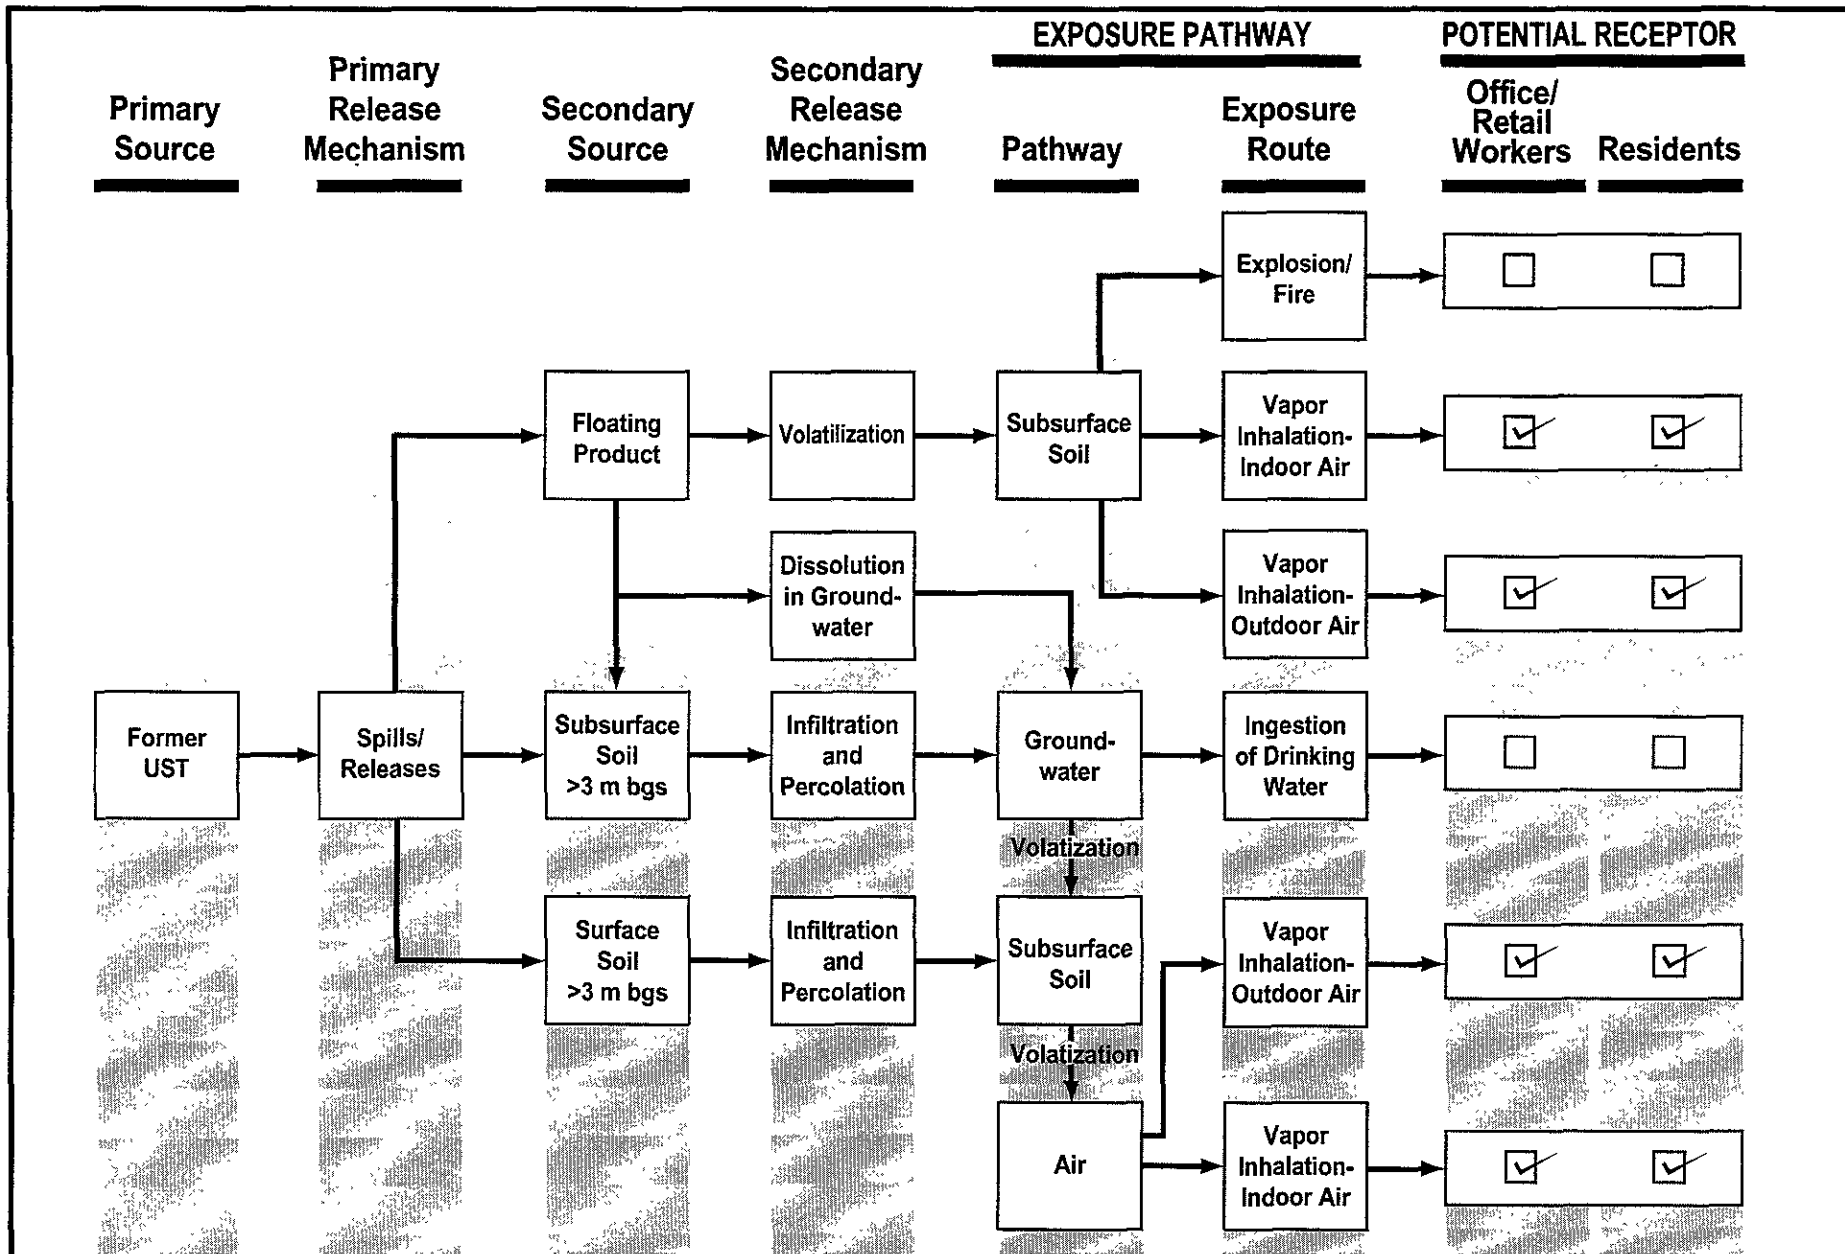 EXPOSURE PATHWAY
POTENTIAL RECEPTOR
Primary
Source
Primary
Release
Mechanism
Secondary
Source
Secondary
Release
Mechanism
Pathway
Exposure
Route
Office/
Retail
Workers
Residents
Explosion/
Fire
Floating
Product
Volatilization
Subsurface
Soil
Vapor
Inhalation-
Indoor Air
Dissolution
in Ground-
water
Vapor
Inhalation-
Outdoor Air
Former
UST
Spills/
Releases
Subsurface
Soil
>3 m bgs
Infiltration
and
Percolation
Ground-
water
Ingestion
of Drinking
Water
Volatization
Surface
Soil
>3 m bgs
Infiltration
and
Percolation
Subsurface
Soil
Vapor
Inhalation-
Outdoor Air
Volatization
Air
Vapor
Inhalation-
Indoor Air